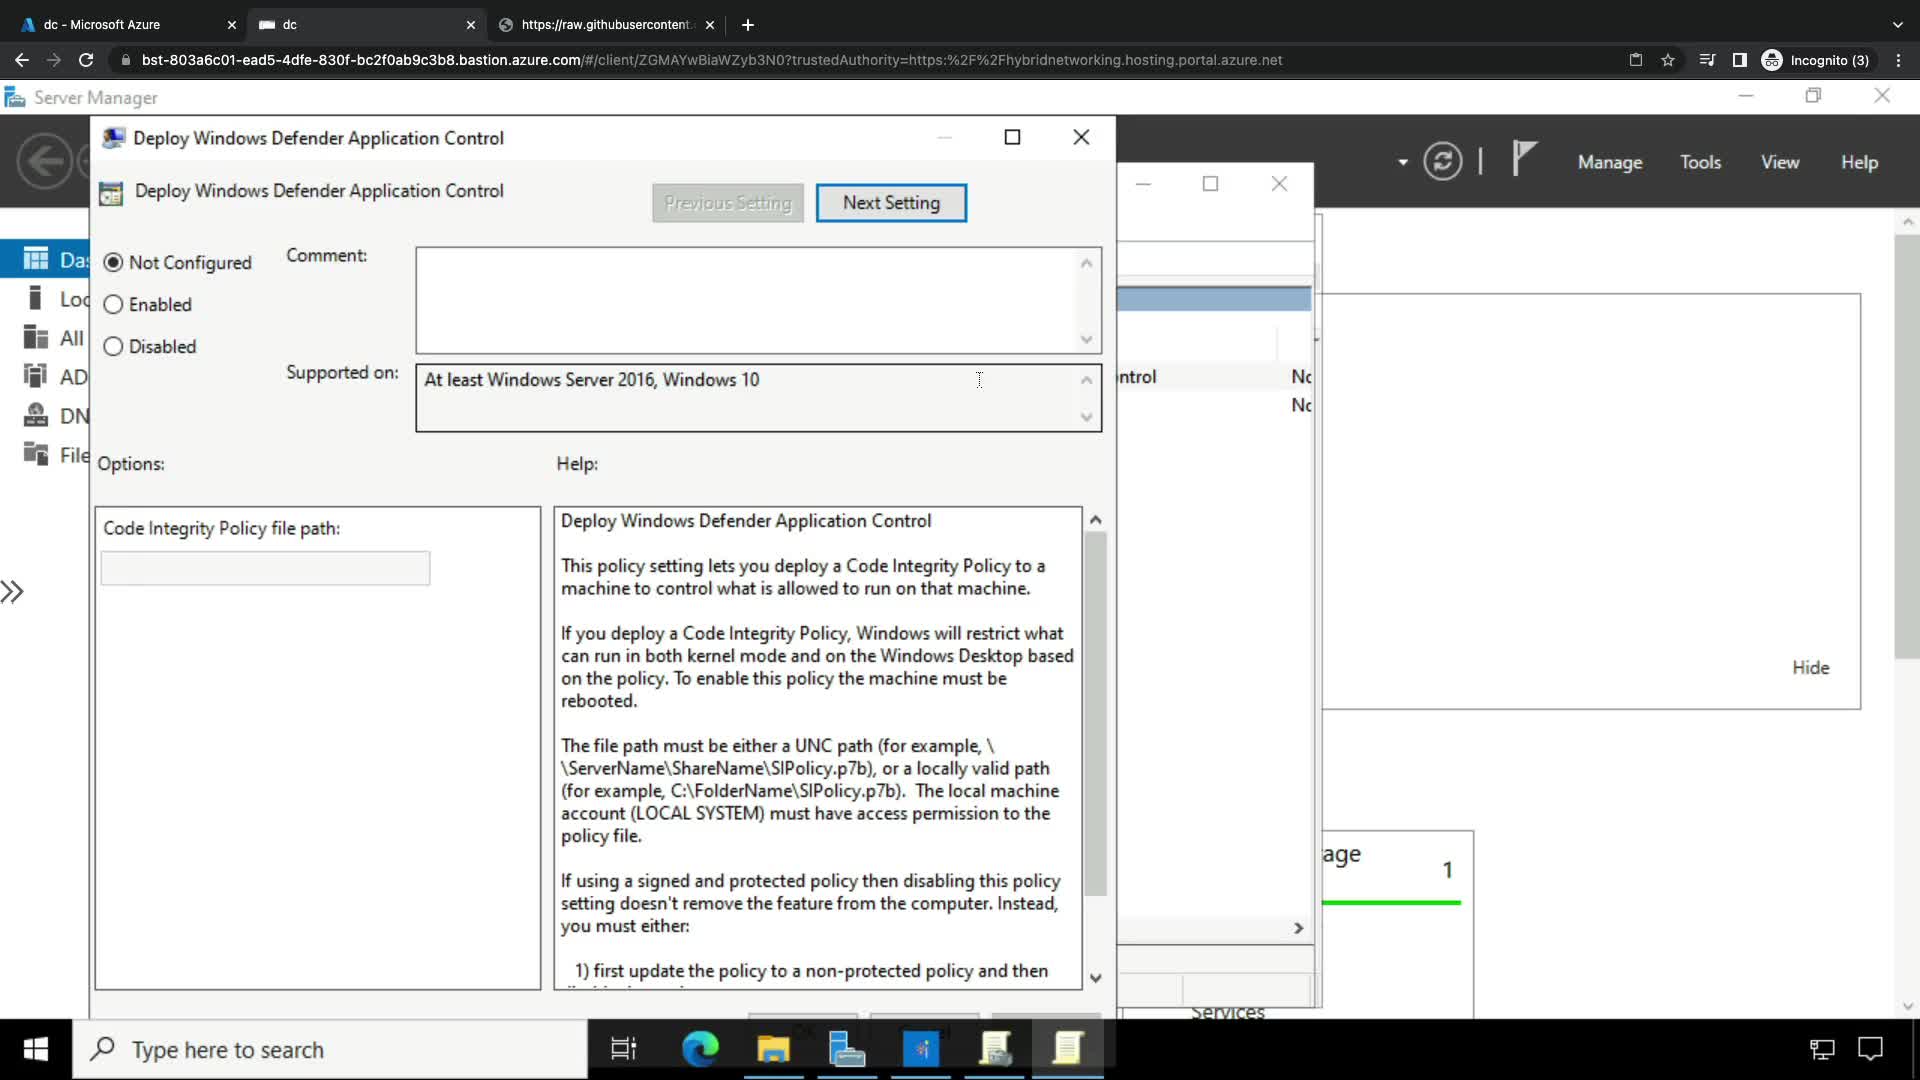 dc - Microsoft Azure
dc
https://raw.githubusercontent.
bst-803a6c01-ead5-4dfe-830f-bc2f0ab9c3b8.bastion.azure.com/#/client/ZGMAYwBiaWZyb3N0?trustedAuthority=https:%2F%2Fhybridnetworking.hosting.portal.azure.net
Incognito (3)
Server Manager
Deploy Windows Defender Application Control
Deploy Windows Defender Application Control
Previous Setting
Next Setting
Manage
Tools
View
Help
Not Configured
Enabled
Disabled
Comment:
Supported on:
At least Windows Server 2016, Windows 10
Das
Loc
All
AD
DN
File
ntrol
No
No
Options:
Help:
Code Integrity Policy file path:
Deploy Windows Defender Application Control
This policy setting lets you deploy a Code Integrity Policy to a
machine to control what is allowed to run on that machine.
If you deploy a Code Integrity Policy, Windows will restrict what
can run in both kernel mode and on the Windows Desktop based
on the policy. To enable this policy the machine must be
rebooted.
The file path must be either a UNC path (for example, \
\ServerName\ShareName\SIPolicy.p7b), or a locally valid path
(for example, C:\FolderName\SIPolicy.p7b).  The local machine
account (LOCAL SYSTEM) must have access permission to the
policy file.
If using a signed and protected policy then disabling this policy
setting doesn't remove the feature from the computer. Instead,
you must either:
1) first update the policy to a non-protected policy and then
Hide
age
1
Services
Type here to search